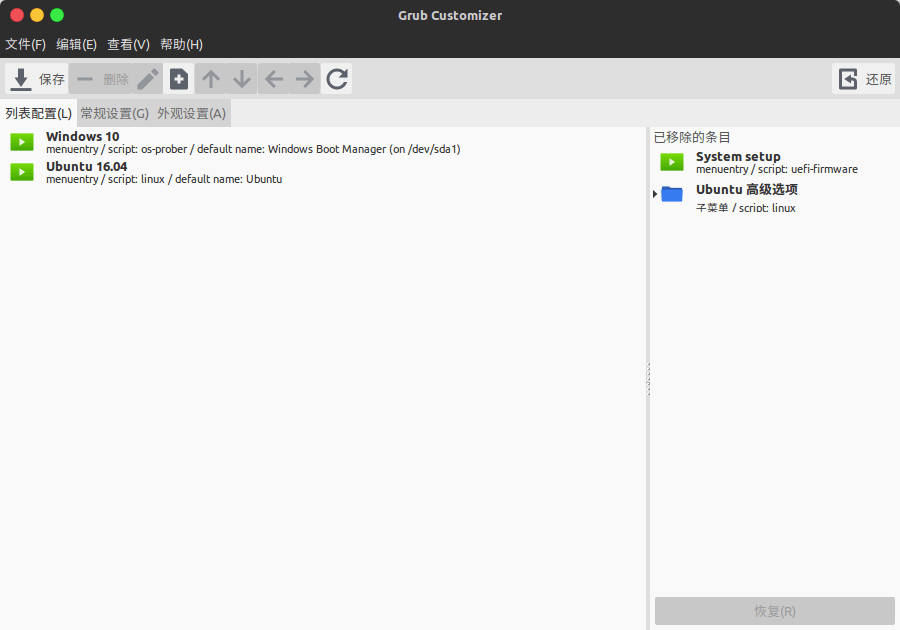 Grub Customizer
文件(F) 编辑(E) 查看(V) 帮助(H)
保存 删除 还原
列表配置(L) 常规设置(G) 外观设置(A)
Windows 10
menuentry / script: os-prober / default name: Windows Boot Manager (on /dev/sda1)
Ubuntu 16.04
menuentry / script: linux / default name: Ubuntu
已移除的条目
System setup
menuentry / script: uefi-firmware
Ubuntu 高级选项
子菜单 / script: linux
恢复(R)